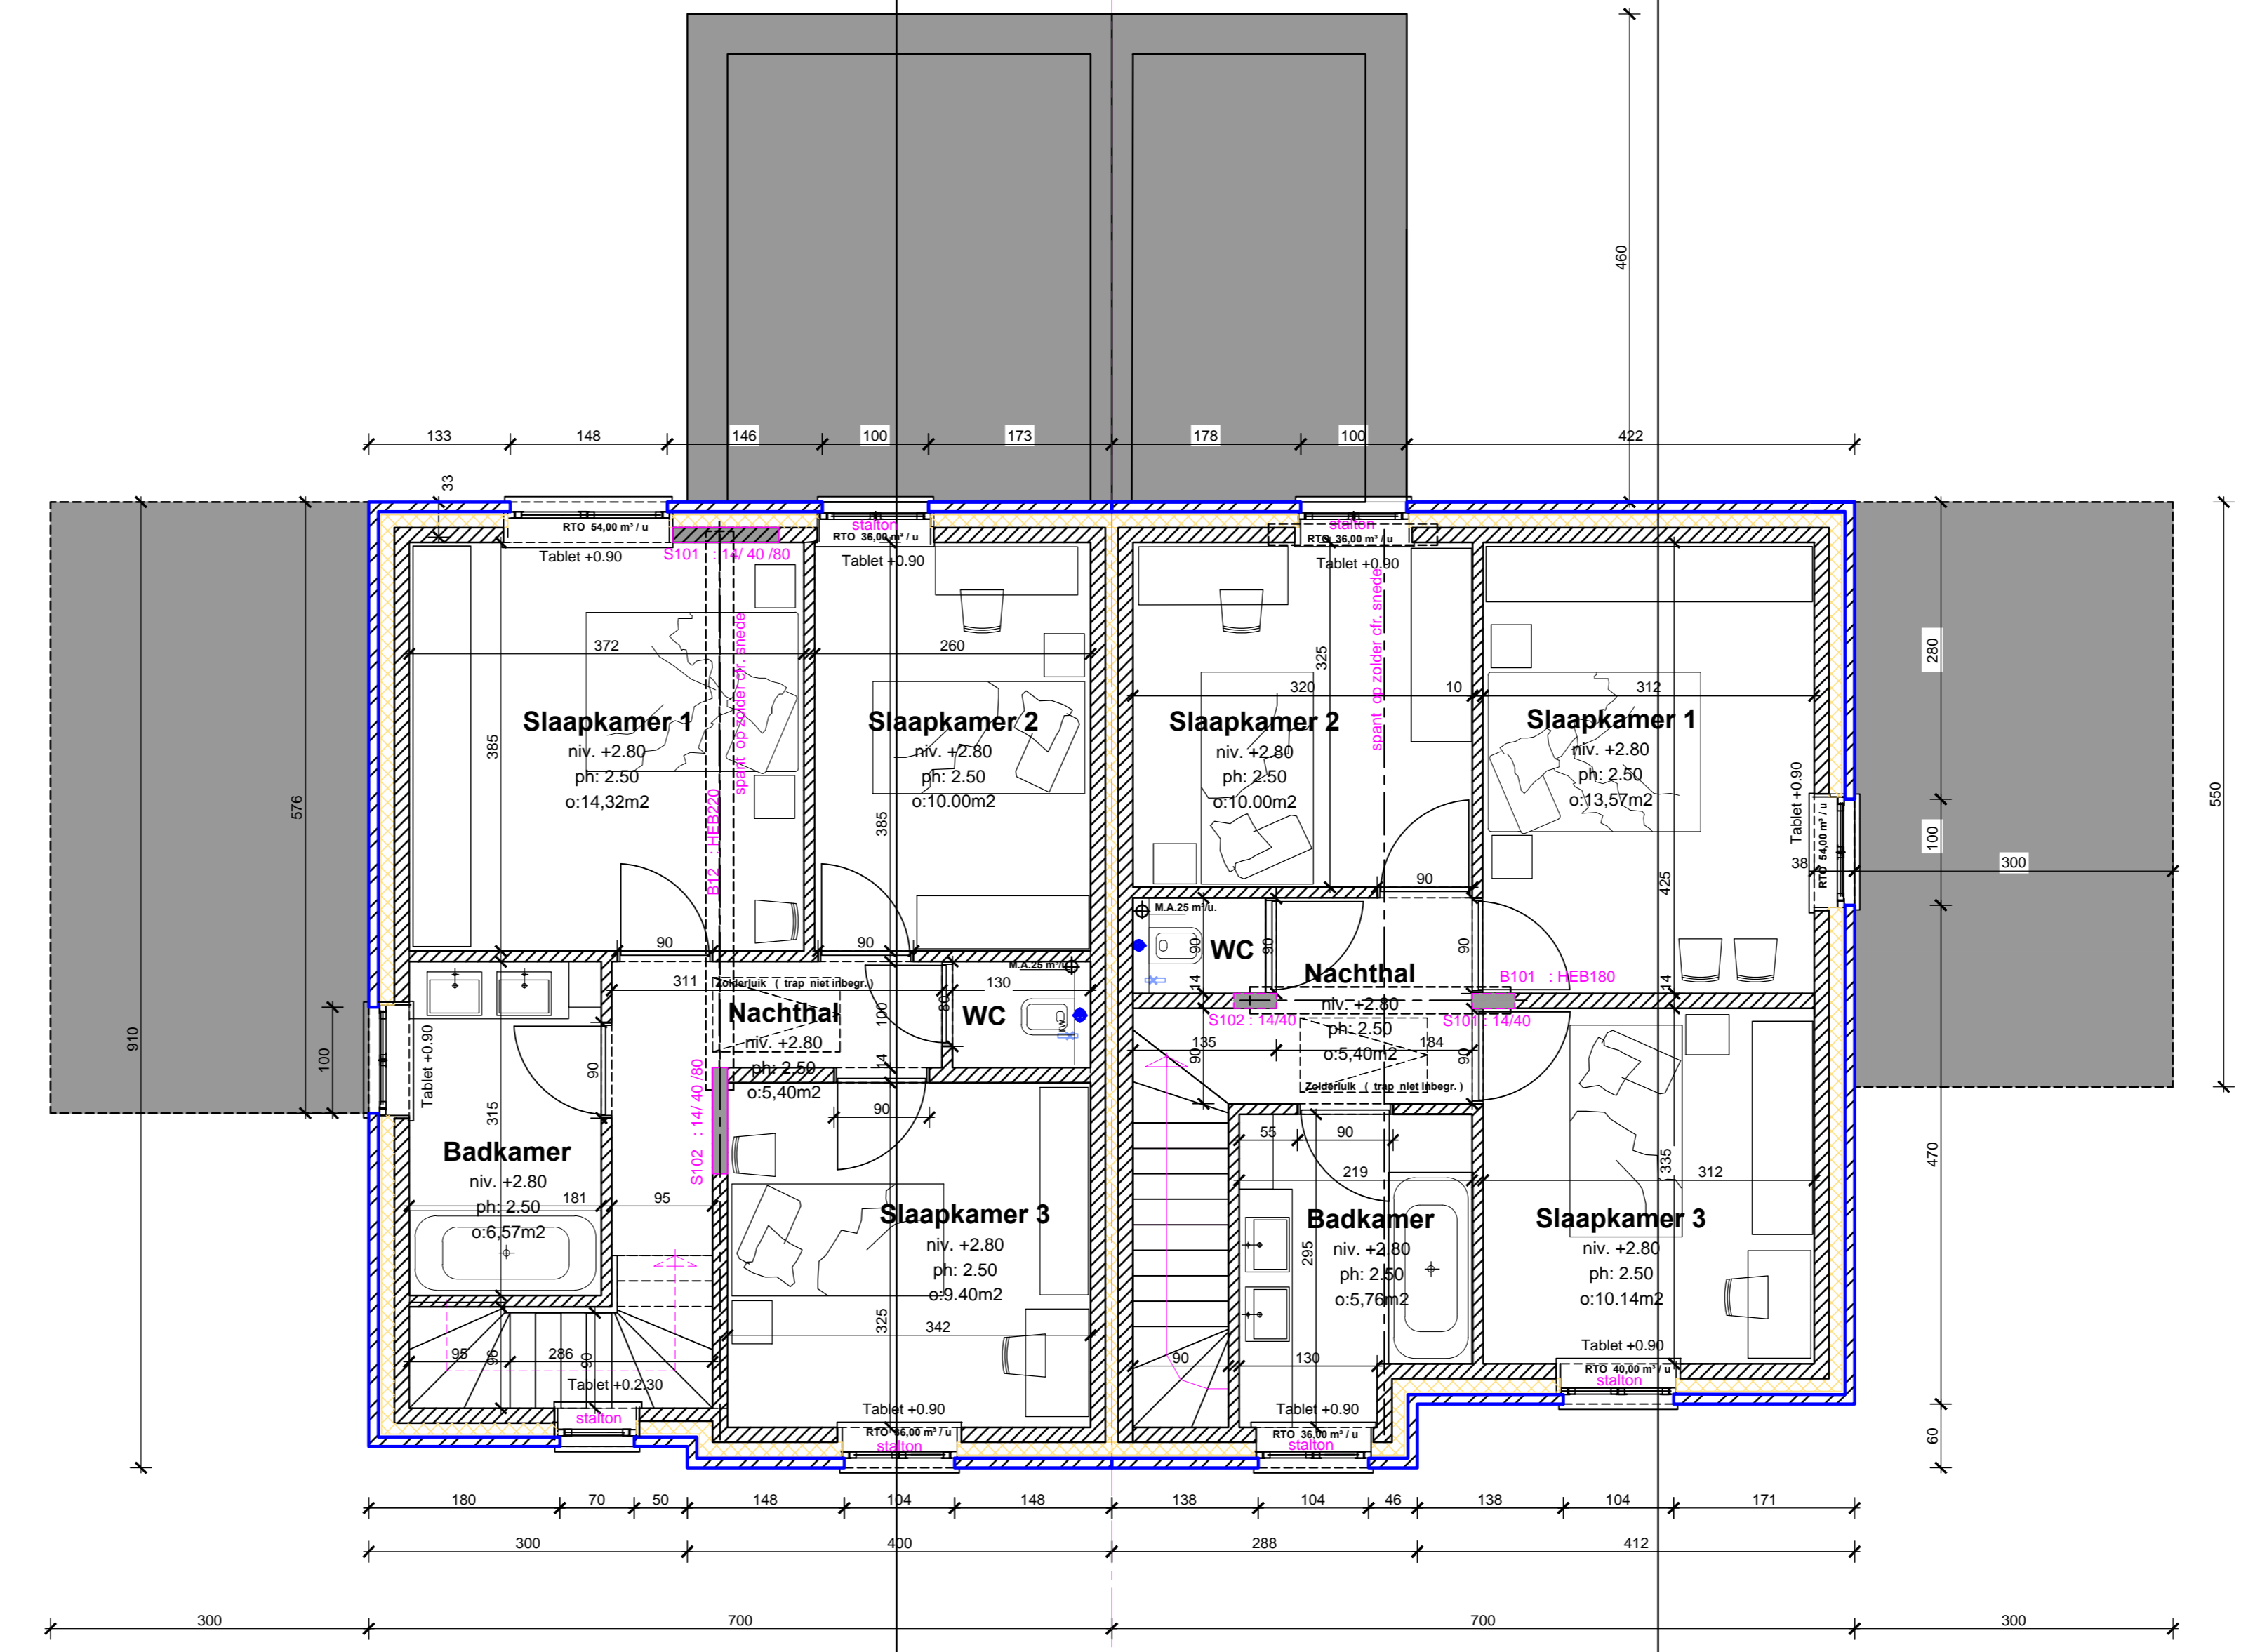 460
133 148 146 100 173 178 100 422
33
RTO 54,00 m³ / u
stalton
RTO 36,00 m³ / u
stalton
RTO 36,00 m³ / u
Tablet +0.90
S101 : 14/ 40 /80
Tablet +0.90
Tablet +0.90
372
260
325
320
10
312
280
spant op zolder cfr. snede
spant op zolder cfr. snede
Slaapkamer 1
niv. +2.80
ph: 2.50
o:14,32m2
Slaapkamer 2
niv. +2.80
ph: 2.50
o:10.00m2
Slaapkamer 2
niv. +2.80
ph: 2.50
o:10.00m2
Slaapkamer 1
niv. +2.80
ph: 2.50
o:13,57m2
385
385
576
550
B12 : HEB220
Tablet +0.90
RTO 54,00 m³ / u
100
38
300
425
90
90
90
M.A.25 m³/u.
90
WC
90
90
14
14
Nachthal
niv. +2.80
ph: 2.50
o:5,40m2
B101 : HEB180
S102 : 14/40
S101 : 14/40
135
184
90
90
Zolderluik ( trap niet inbegr. )
M.A.25 m³/u
311
Zolderluik ( trap niet inbegr. )
130
Nachthal
niv. +2.80
ph: 2.50
o:5,40m2
100
80
14
WC
910
100
Tablet +0.90
90
315
S102 : 14/ 40 /80
90
Badkamer
niv. +2.80
ph: 2.50
o:6,57m2
181
95
Slaapkamer 3
niv. +2.80
ph: 2.50
o:9.40m2
325
342
55
90
219
Badkamer
niv. +2.80
ph: 2.50
o:5,76m2
295
335
312
470
Slaapkamer 3
niv. +2.80
ph: 2.50
o:10.14m2
Tablet +0.90
RTO 40,00 m³ / u
stalton
95
96
286
90
Tablet +0.2.30
stalton
Tablet +0.90
RTO 36,00 m³ / u
stalton
90
130
Tablet +0.90
RTO 36,00 m³ / u
stalton
60
180 70 50 148 104 148 138 104 46 138 104 171
300 400 288 412
300 700 700 300